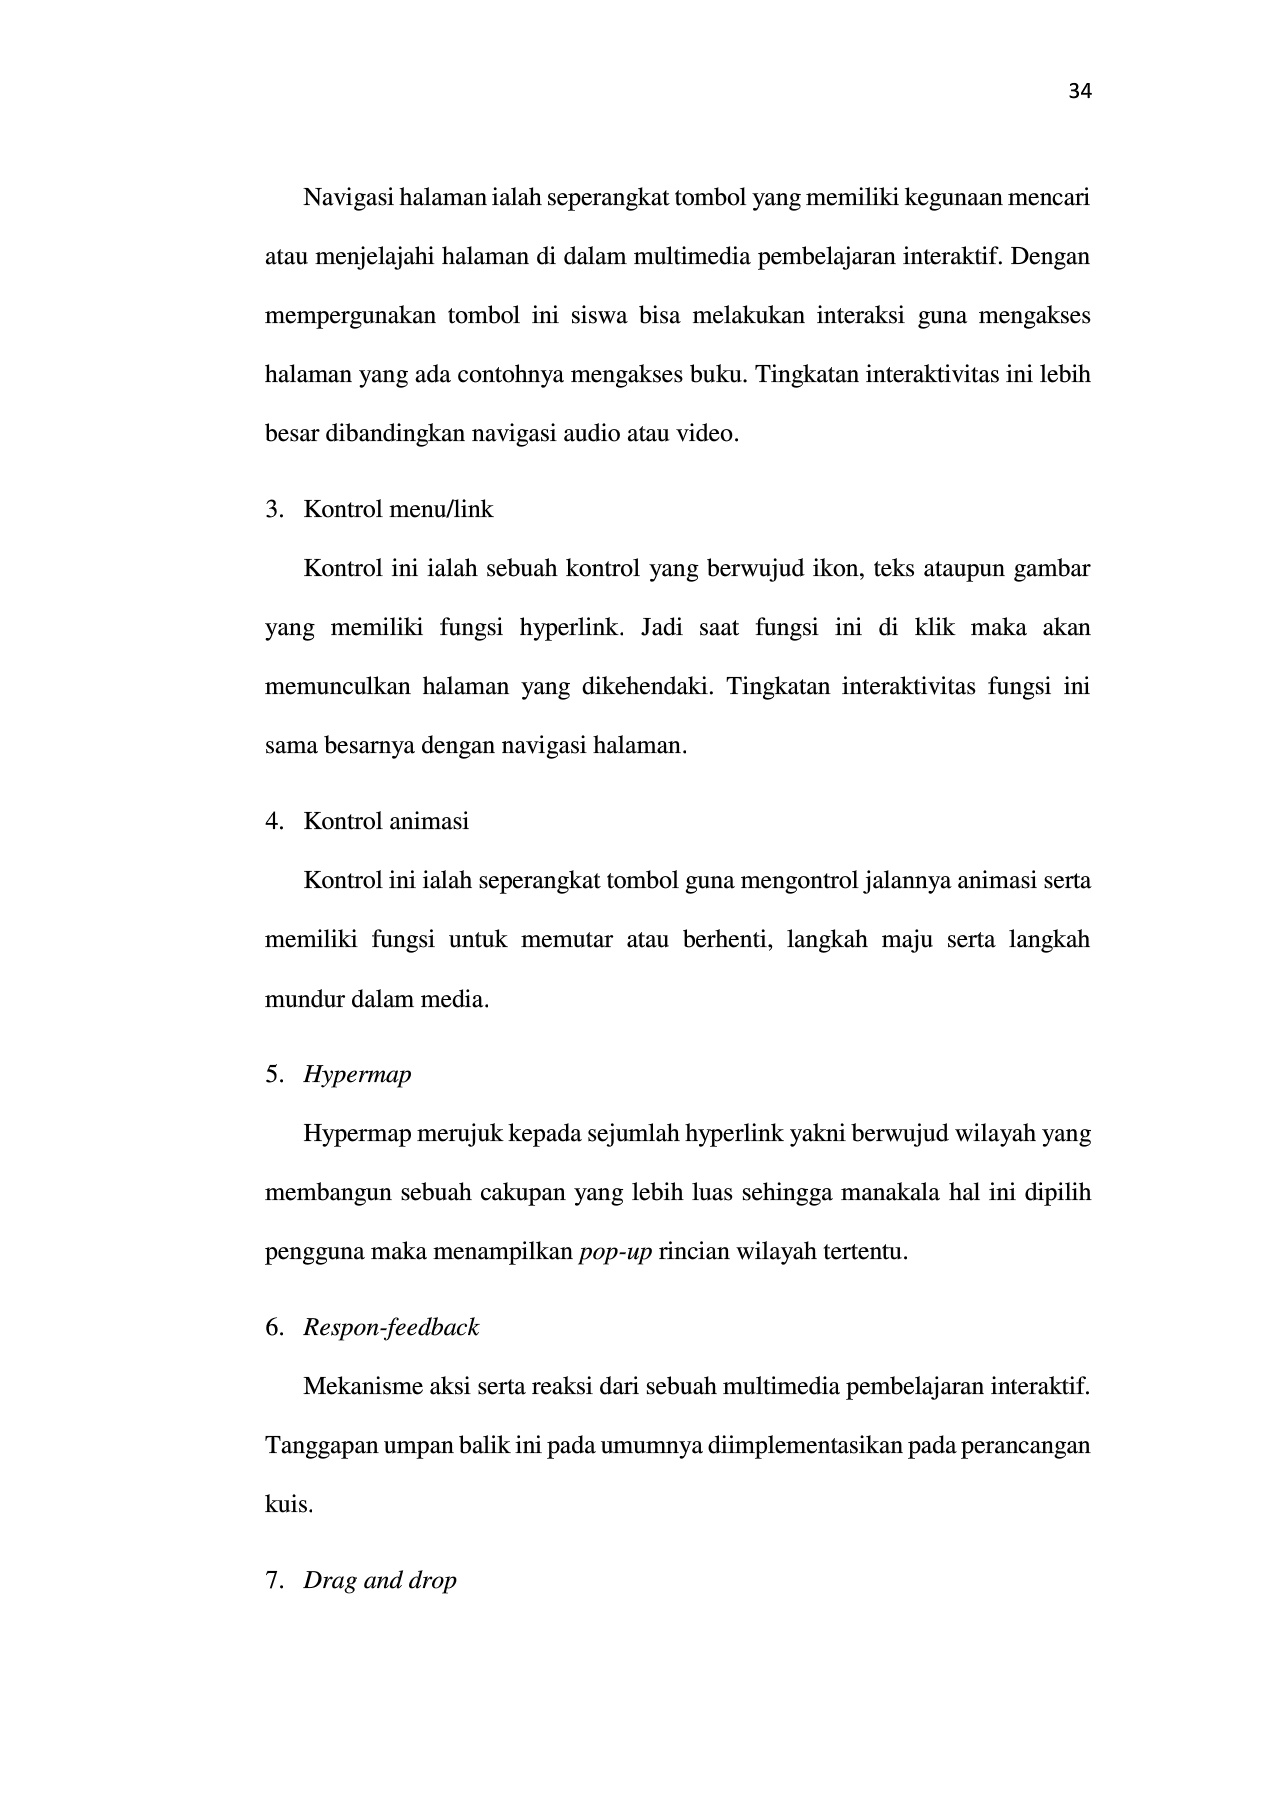 34
Navigasi halaman ialah seperangkat tombol yang memiliki kegunaan mencari
atau menjelajahi halaman di dalam multimedia pembelajaran interaktif. Dengan
mempergunakan tombol ini siswa bisa melakukan interaksi guna mengakses
halaman yang ada contohnya mengakses buku. Tingkatan interaktivitas ini lebih
besar dibandingkan navigasi audio atau video.
3. Kontrol menu/link
Kontrol ini ialah sebuah kontrol yang berwujud ikon, teks ataupun gambar
yang memiliki fungsi hyperlink. Jadi saat fungsi ini di klik maka akan
memunculkan halaman yang dikehendaki. Tingkatan interaktivitas fungsi ini
sama besarnya dengan navigasi halaman.
4. Kontrol animasi
Kontrol ini ialah seperangkat tombol guna mengontrol jalannya animasi serta
memiliki fungsi untuk memutar atau berhenti, langkah maju serta langkah
mundur dalam media.
5. Hypermap
Hypermap merujuk kepada sejumlah hyperlink yakni berwujud wilayah yang
membangun sebuah cakupan yang lebih luas sehingga manakala hal ini dipilih
pengguna maka menampilkan pop-up rincian wilayah tertentu.
6. Respon-feedback
Mekanisme aksi serta reaksi dari sebuah multimedia pembelajaran interaktif.
Tanggapan umpan balik ini pada umumnya diimplementasikan pada perancangan
kuis.
7. Drag and drop